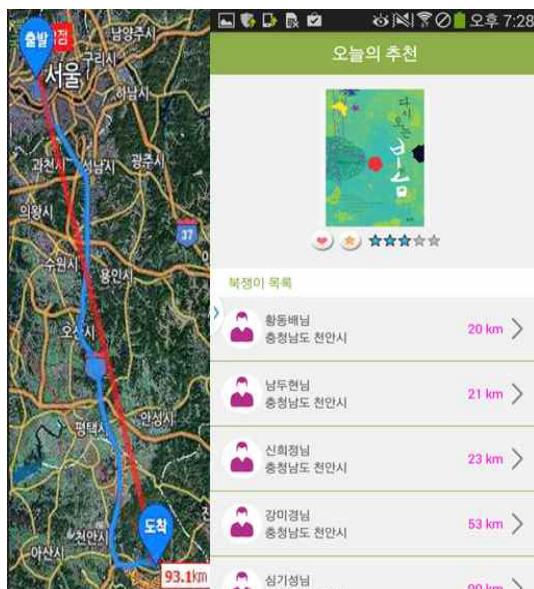 출발
점
남양주시
구리시
서울
하남시
과천시
성남시
광주시
의왕시
37
수원시
용인시
오산시
안성시
평택시
도착
천안시
아산시
93.1km
오후 7:28
오늘의 추천
다시
오는
봄
북쟁이 목록
황동배님
충청남도 천안시
20 km
남두현님
충청남도 천안시
21 km
신희정님
충청남도 천안시
23 km
강미경님
충청남도 천안시
53 km
심기성님
90 km